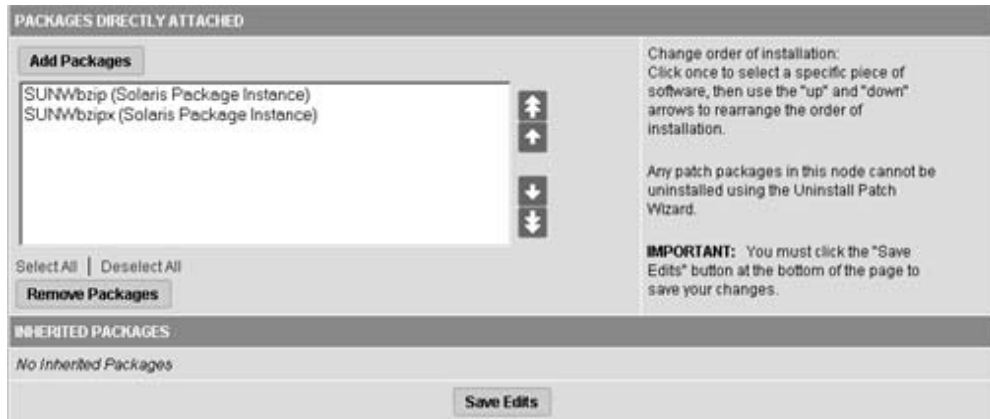 PACKAGES DIRECTLY ATTACHED
Add Packages
SUNWbzip (Solaris Package Instance)
SUNWbzipx (Solaris Package Instance)
Select All | Deselect All
Remove Packages
Change order of installation:
Click once to select a specific piece of
software, then use the "up" and "down"
arrows to rearrange the order of
installation.
Any patch packages in this node cannot be
uninstalled using the Uninstall Patch
Wizard.
IMPORTANT: You must click the "Save
Edits" button at the bottom of the page to
save your changes.
INHERITED PACKAGES
No Inherited Packages
Save Edits